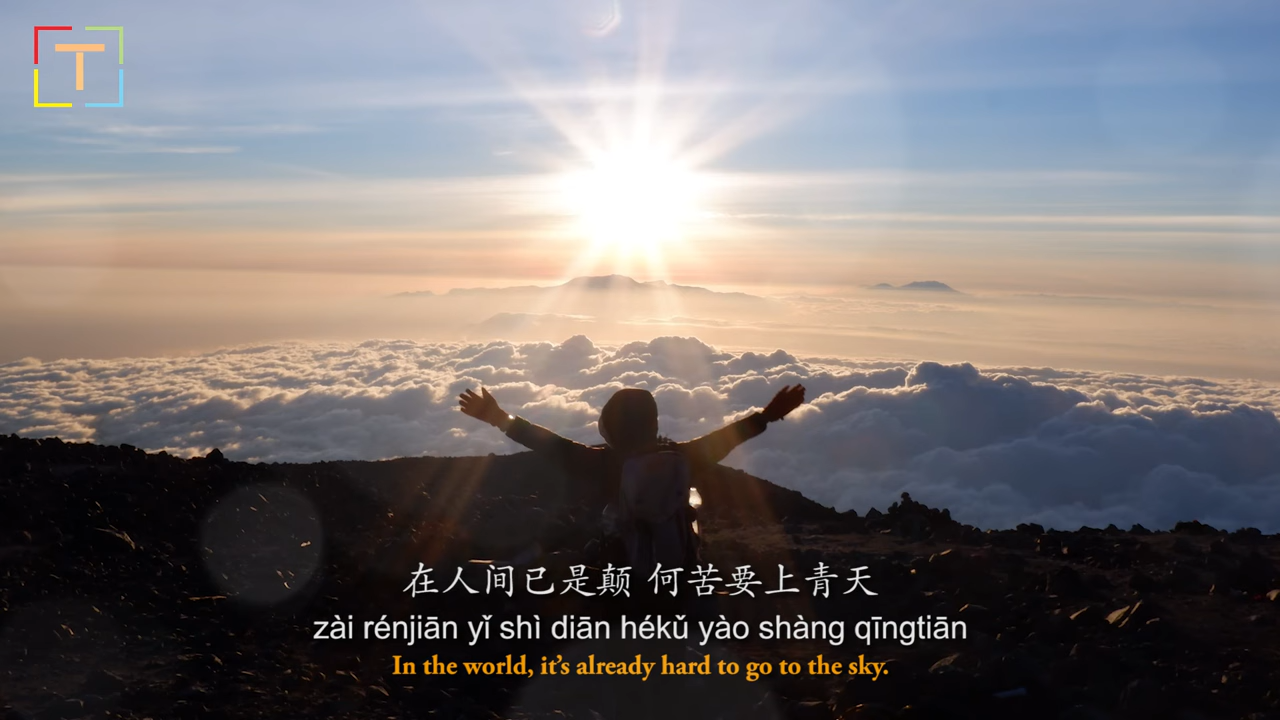 T
在人间已是颠 何苦要上青天
zài rénjiān yǐ shì diān hékǔ yào shàng qīngtiān
In the world, it’s already hard to go to the sky.